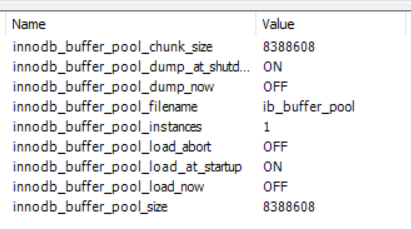 Name Value
innodb_buffer_pool_chunk_size 8388608
innodb_buffer_pool_dump_at_shutd... ON
innodb_buffer_pool_dump_now OFF
innodb_buffer_pool_filename ib_buffer_pool
innodb_buffer_pool_instances 1
innodb_buffer_pool_load_abort OFF
innodb_buffer_pool_load_at_startup ON
innodb_buffer_pool_load_now OFF
innodb_buffer_pool_size 8388608